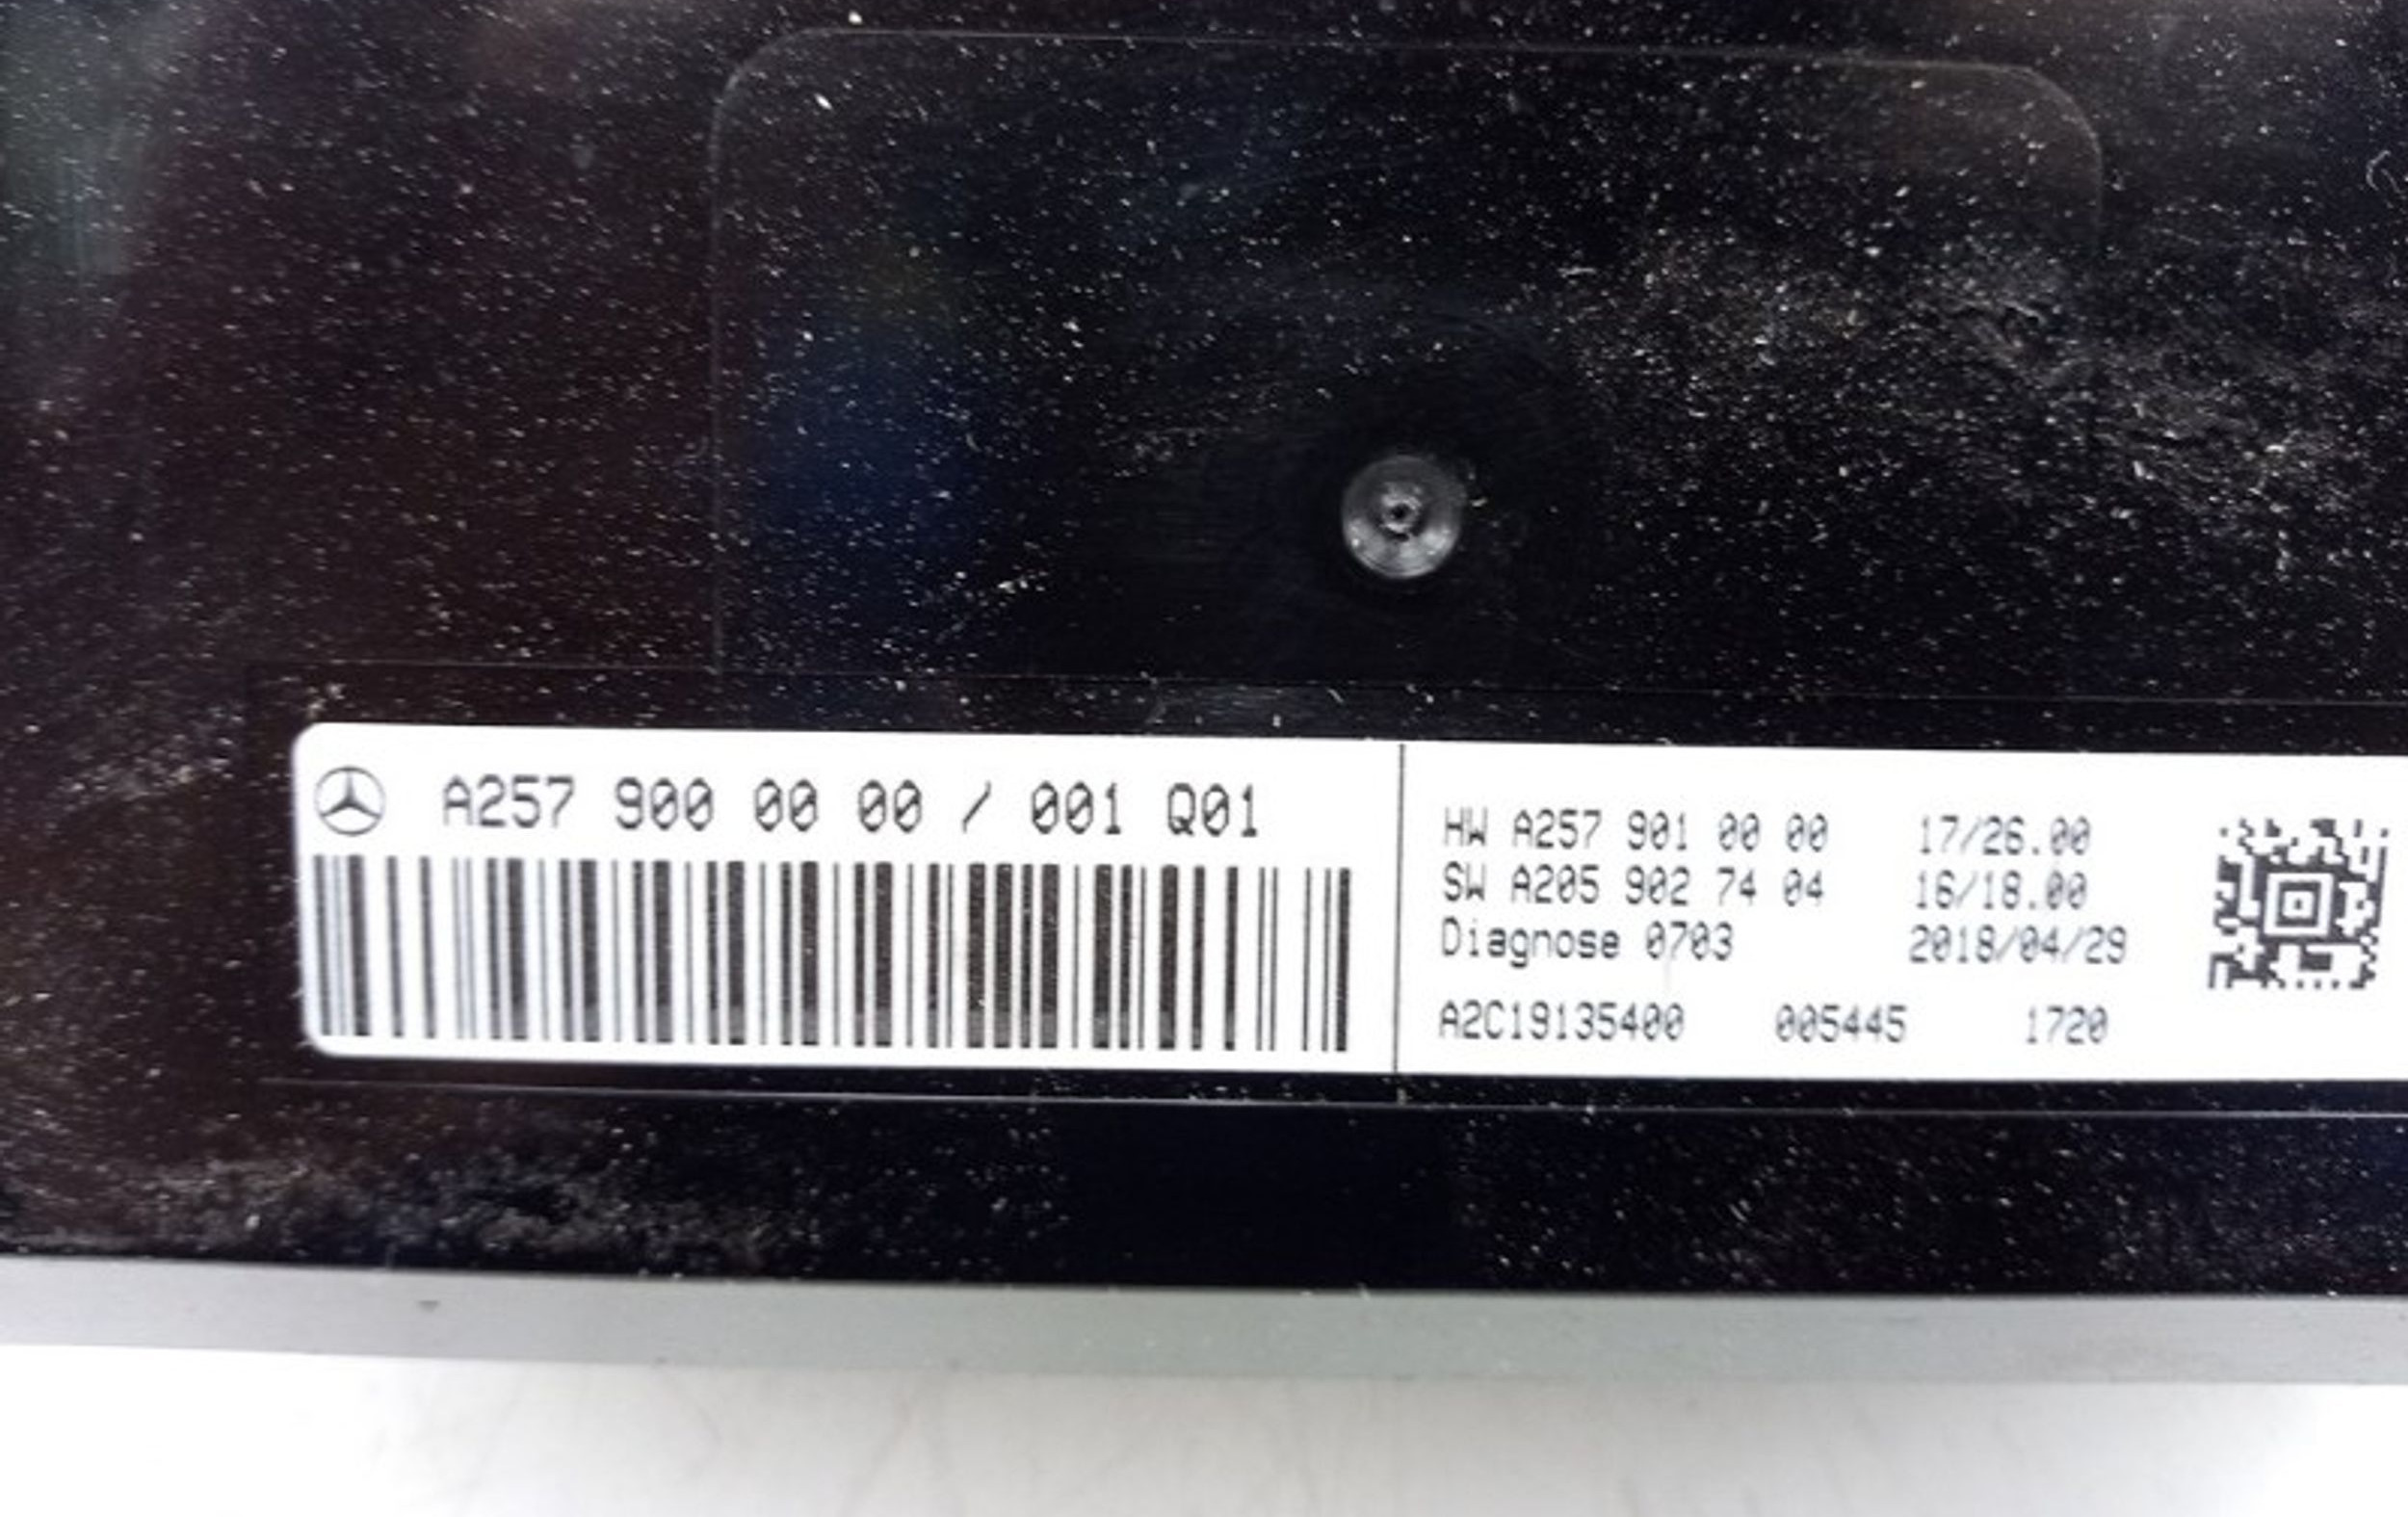 A257 900 00 00 / 001 Q01
HW A257 901 00 00 17/26.00
SW A205 902 74 04 16/18.00
Diagnose 0703 2018/04/29
A2C19135400 005445 1720